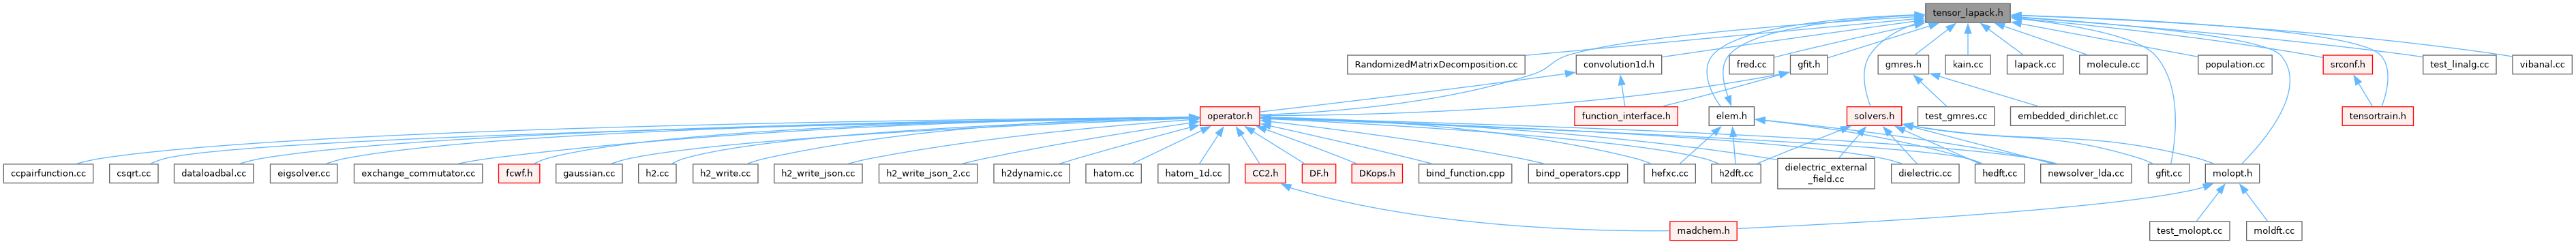 tensor_lapack.h
RandomizedMatrixDecomposition.cc
convolution1d.h
fred.cc
gfit.h
gmres.h
kain.cc
lapack.cc
molecule.cc
population.cc
srconf.h
test_linalg.cc
vibanal.cc
operator.h
function_interface.h
elem.h
solvers.h
test_gmres.cc
embedded_dirichlet.cc
tensortrain.h
ccpairfunction.cc
csqrt.cc
dataloadbal.cc
eigsolver.cc
exchange_commutator.cc
fcwf.h
gaussian.cc
h2.cc
h2_write.cc
h2_write_json.cc
h2_write_json_2.cc
h2dynamic.cc
hatom.cc
hatom_1d.cc
CC2.h
DF.h
DKops.h
bind_function.cpp
bind_operators.cpp
hefxc.cc
h2dft.cc
dielectric_external
_field.cc
dielectric.cc
hedft.cc
newsolver_lda.cc
gfit.cc
molopt.h
madchem.h
test_molopt.cc
moldft.cc